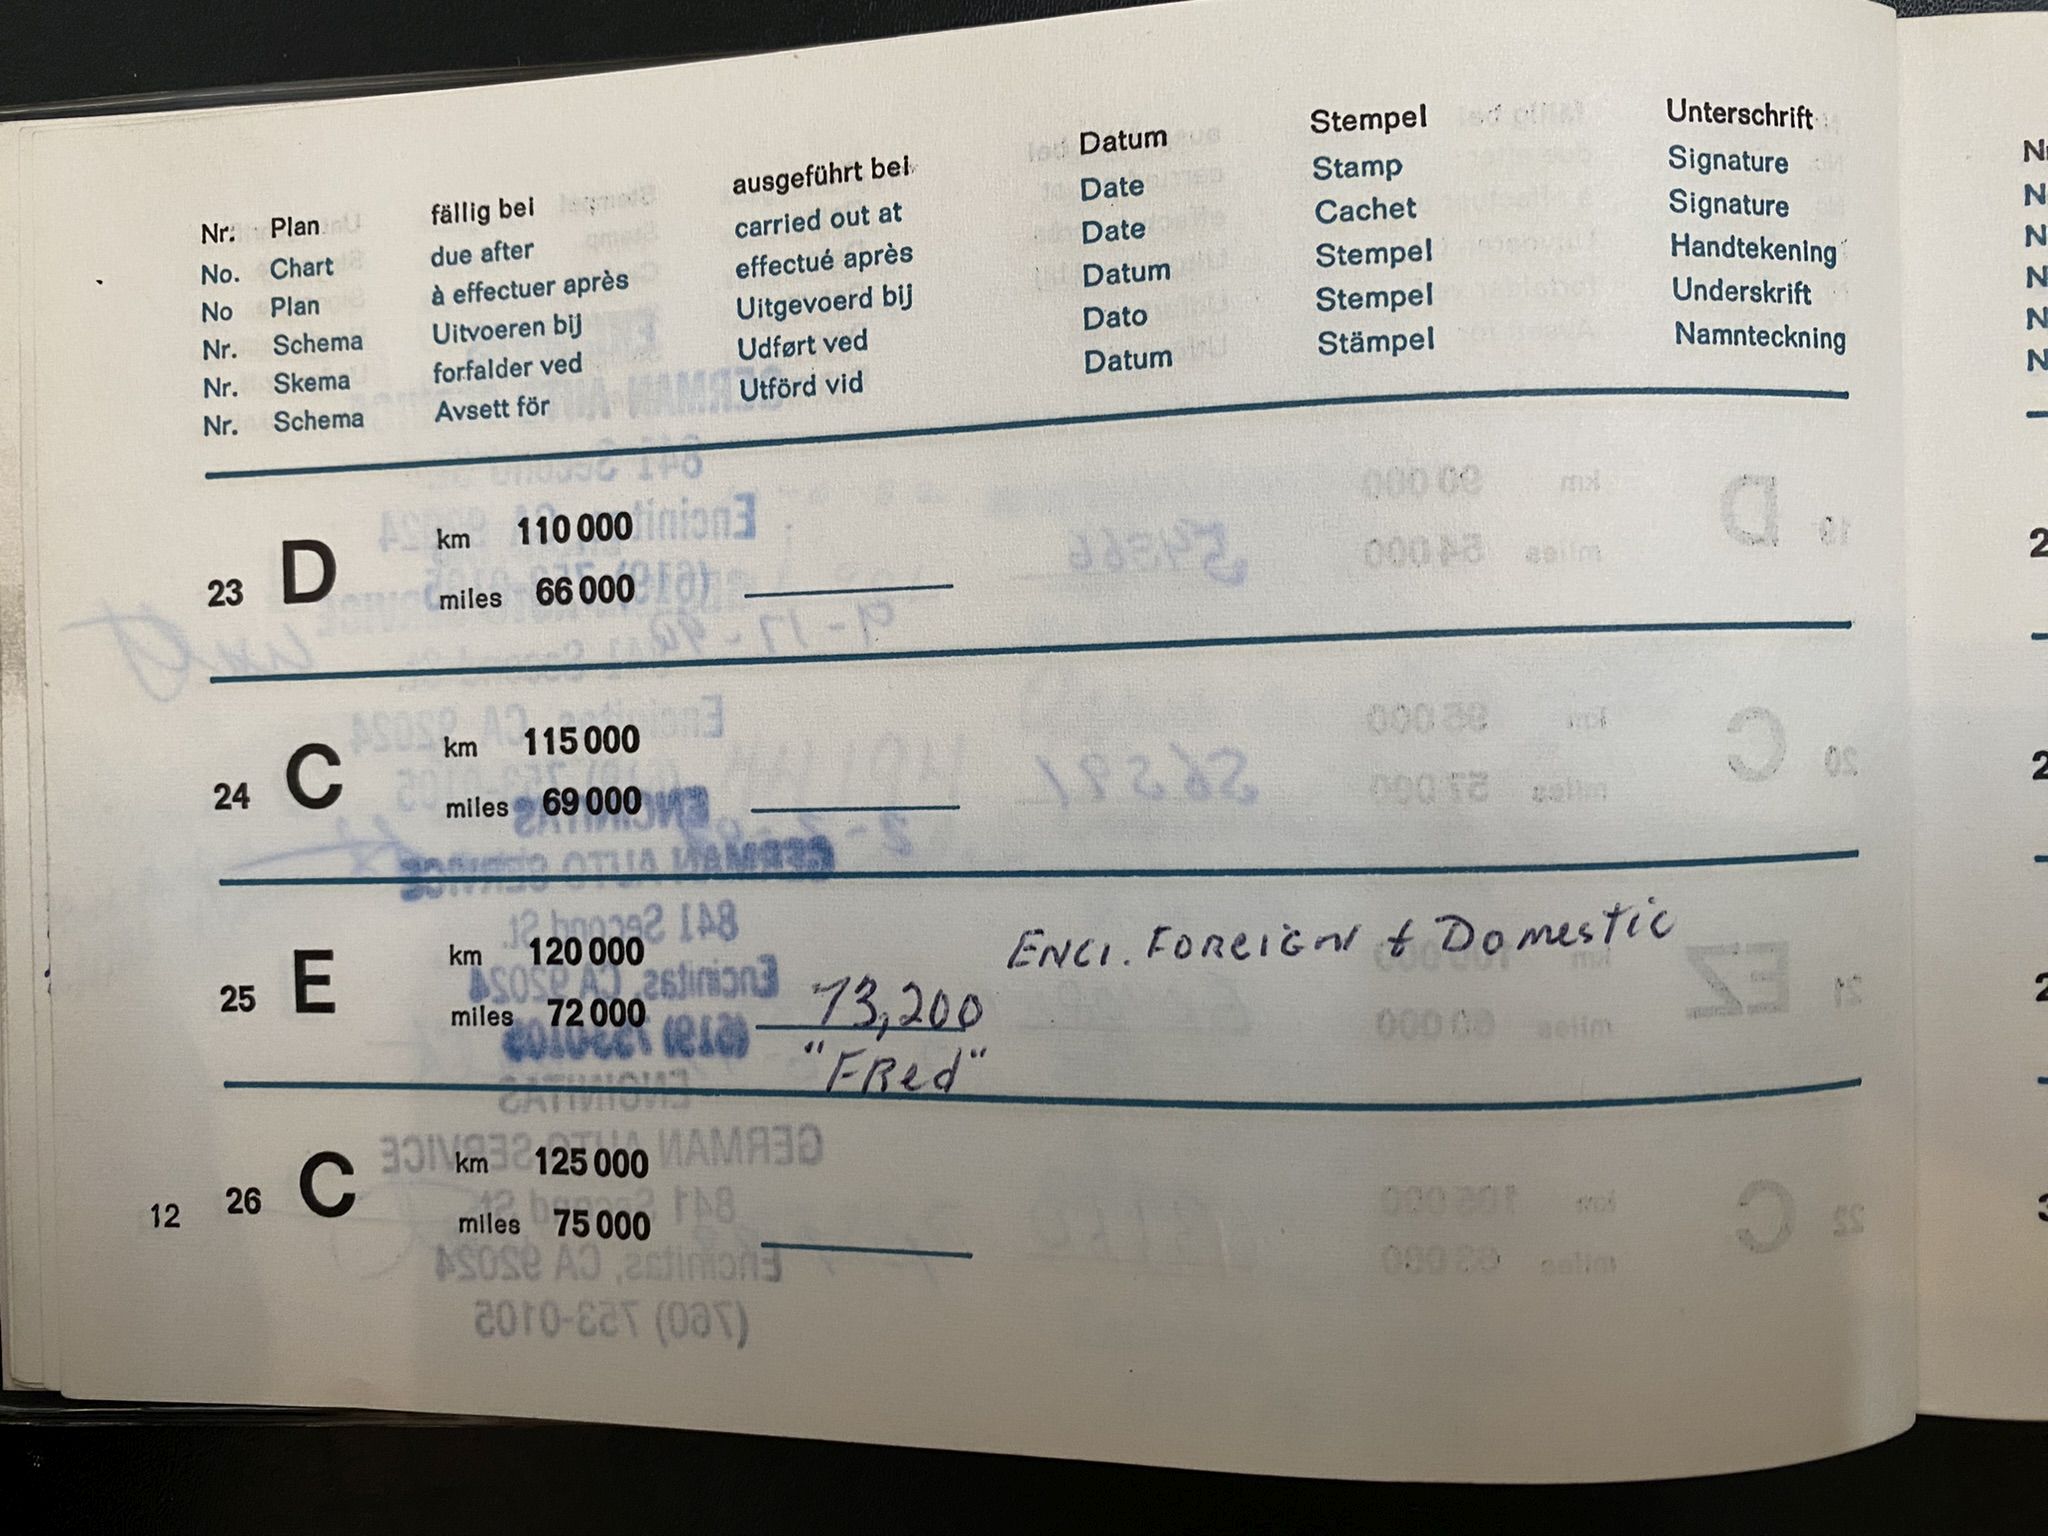 Nr. Plan fällig bei ausgeführt bei Datum Stempel Unterschrift
No. Chart due after carried out at Date Stamp Signature
No Plan à effectuer après effectué après Date Cachet Signature
Nr. Schema Uitvoeren bij Uitgevoerd bij Datum Stempel Handtekening
Nr. Skema forfalder ved Udført ved Dato Stempel Underskrift
Nr. Schema Avsett för Utförd vid Datum Stämpel Namnteckning
23 D km 110 000
miles 66 000
24 C km 115 000
miles 69 000
ENCI. FOREIGN & DOMESTIC
25 E km 120 000
miles 72 000 73,200
"FRed"
26 C km 125 000
miles 75 000
12